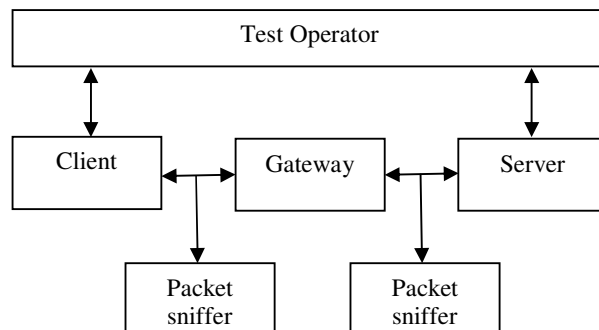 Test Operator
Client
Gateway
Server
Packet
sniffer
Packet
sniffer